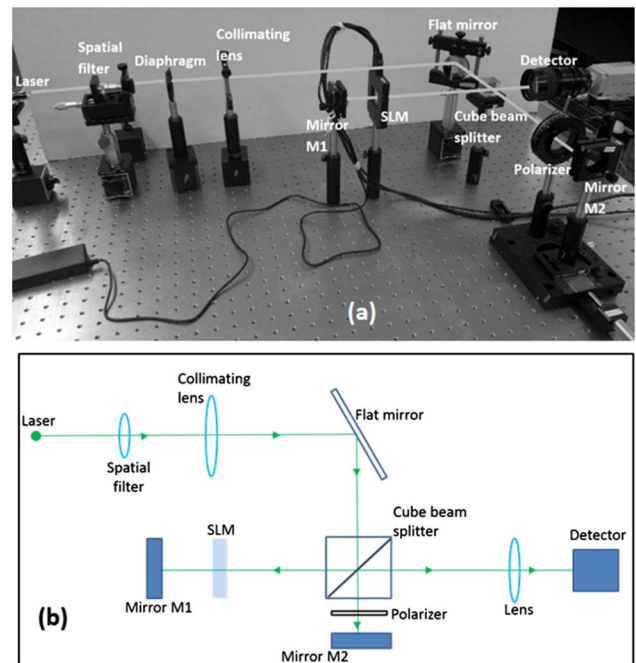 Laser
Spatial
filter
Diaphragm
Collimating
lens
Mirror
M1
SLM
Flat mirror
Cube beam
splitter
Detector
Polarizer
Mirror
M2
(a)
Laser
Spatial
filter
Collimating
lens
Flat mirror
SLM
Mirror M1
Cube beam
splitter
Polarizer
Mirror M2
Lens
Detector
(b)